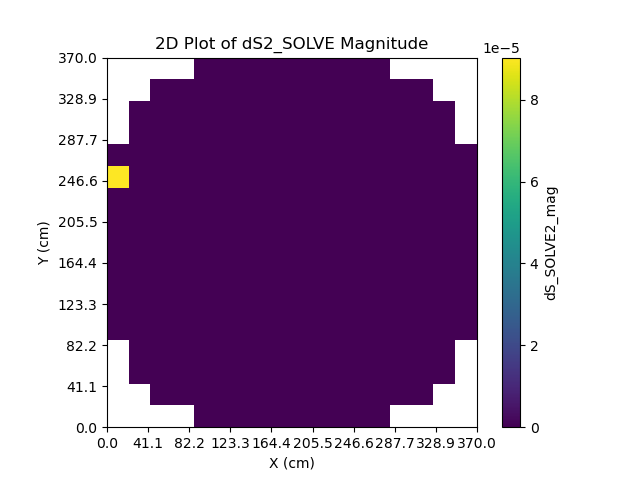 2D Plot of dS2_SOLVE Magnitude
1e−5
370.0
328.9
287.7
246.6
205.5
164.4
123.3
82.2
41.1
0.0
Y (cm)
0.0 41.1 82.2 123.3 164.4 205.5 246.6 287.7 328.9 370.0
X (cm)
8
6
4
2
0
dS_SOLVE2_mag